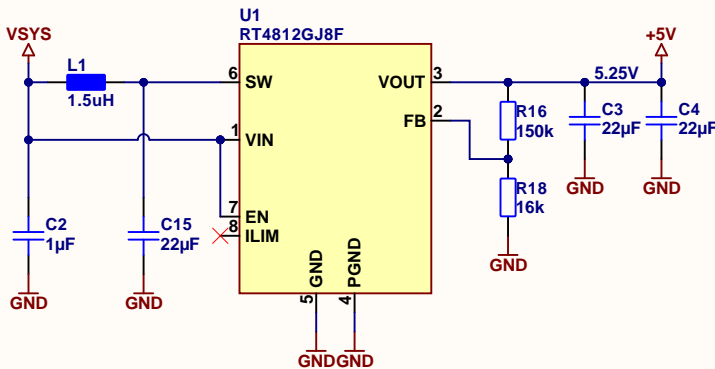 U1
RT4812GJ8F
VSYS
+5V
L1
1.5uH
6
SW
VOUT
3
5.25V
1
VIN
FB
2
R16
150k
C3
22µF
C4
22µF
GND
GND
R18
16k
C2
1µF
C15
22µF
7
EN
8
ILIM
GND
PGND
5
4
GND
GND
GND
GND
GND